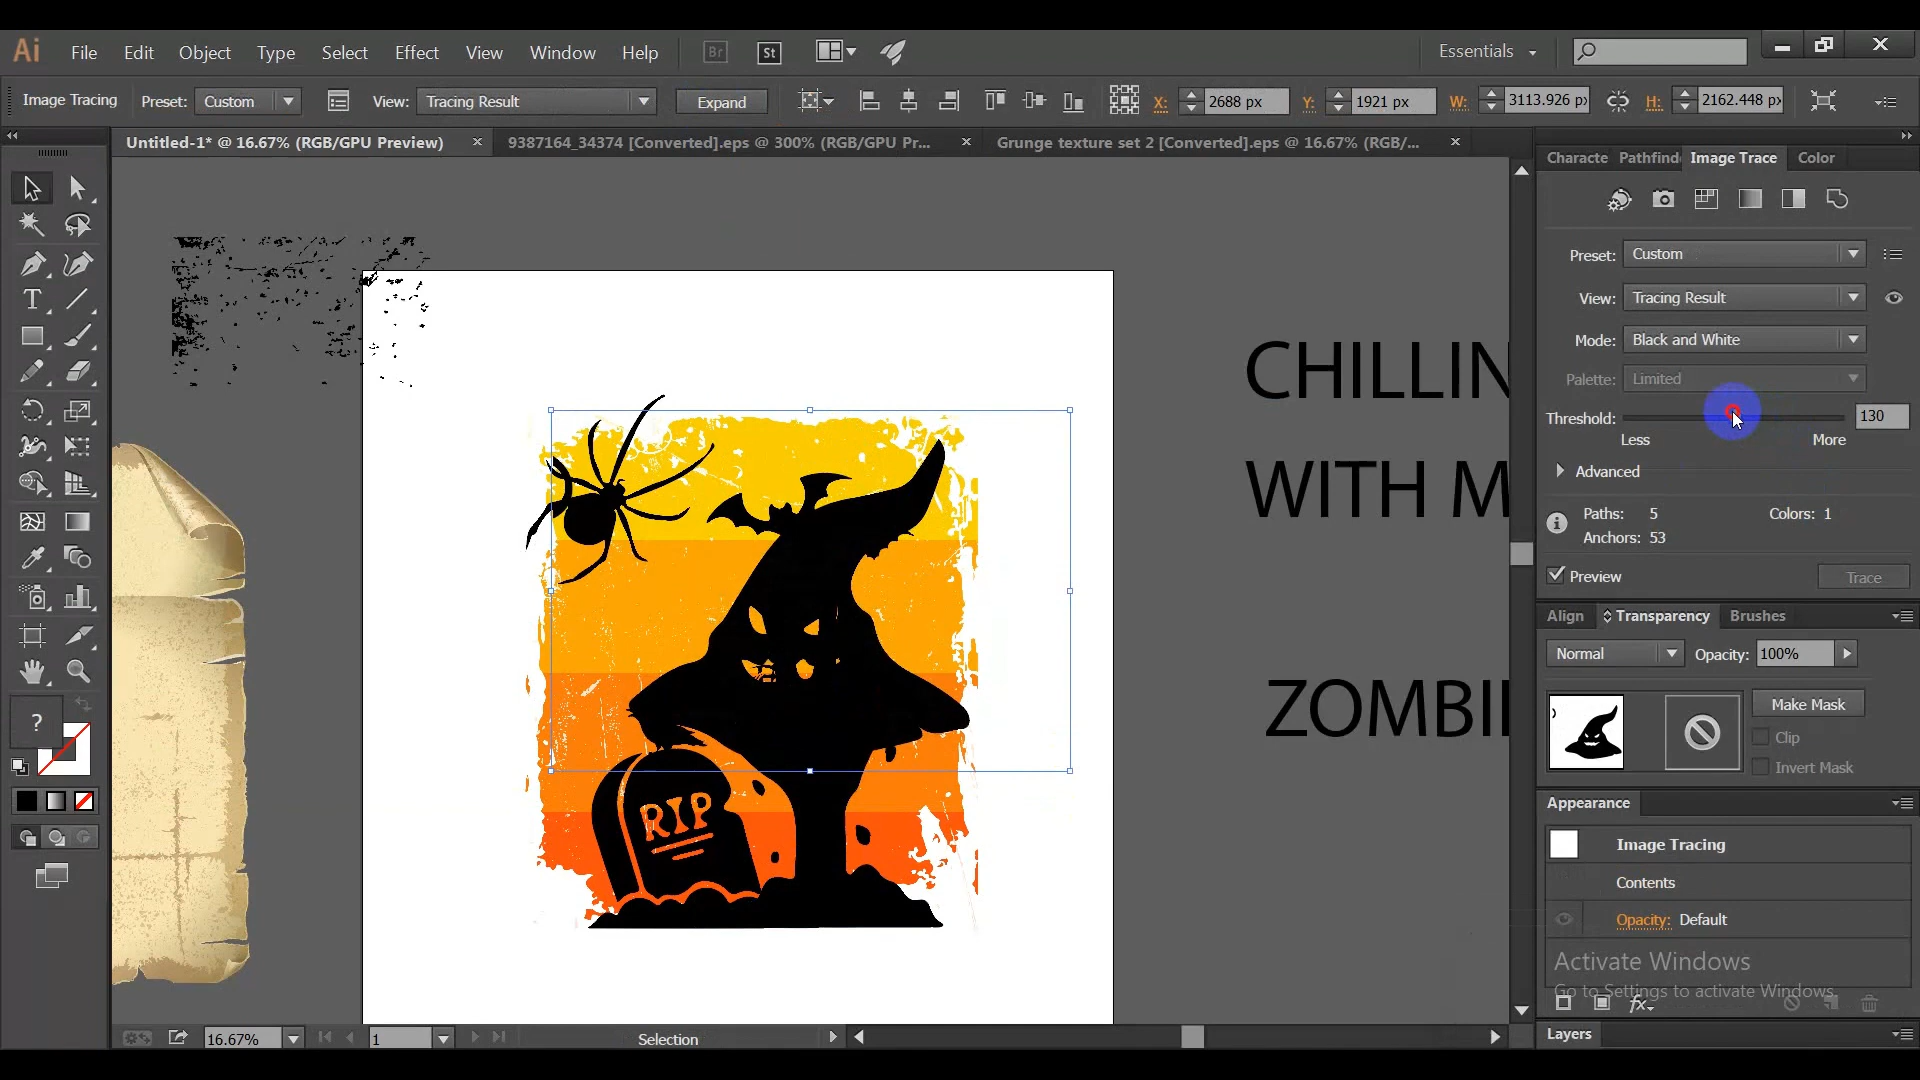 Ai File Edit Object Type Select Effect View Window Help Br St Essentials
Image Tracing Preset: Custom View: Tracing Result Expand X: 2688 px Y: 1921 px W: 3113.926 px H: 2162.448 px
Untitled-1* @ 16.67% (RGB/GPU Preview) × 9387164_34374 [Converted].eps @ 300% (RGB/GPU Pr... × Grunge texture set 2 [Converted].eps @ 16.67% (RGB/... ×
Characte Pathfind Image Trace Color
Preset: Custom
View: Tracing Result
Mode: Black and White
Palette: Limited
Threshold: 130
Less More
Advanced
Paths: 5 Colors: 1
Anchors: 53
Preview Trace
Align Transparency Brushes
Normal Opacity: 100%
Make Mask
Clip
Invert Mask
Appearance
Image Tracing
Contents
Opacity: Default
Activate Windows
Go to Settings to activate Windows.
fx
Layers
CHILLIN
WITH M
ZOMBI
RIP
?
T
16.67% 1 Selection